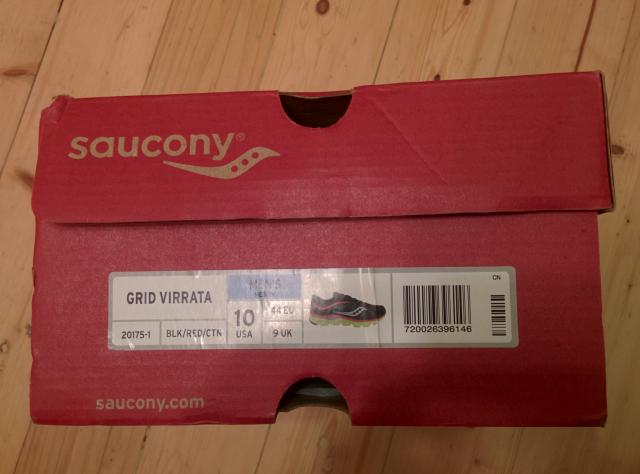 saucony®
GRID VIRRATA
MEN'S
20175-1
BLK/RED/CTN
10
USA
44 EU
9 UK
CN
720026396146
saucony.com